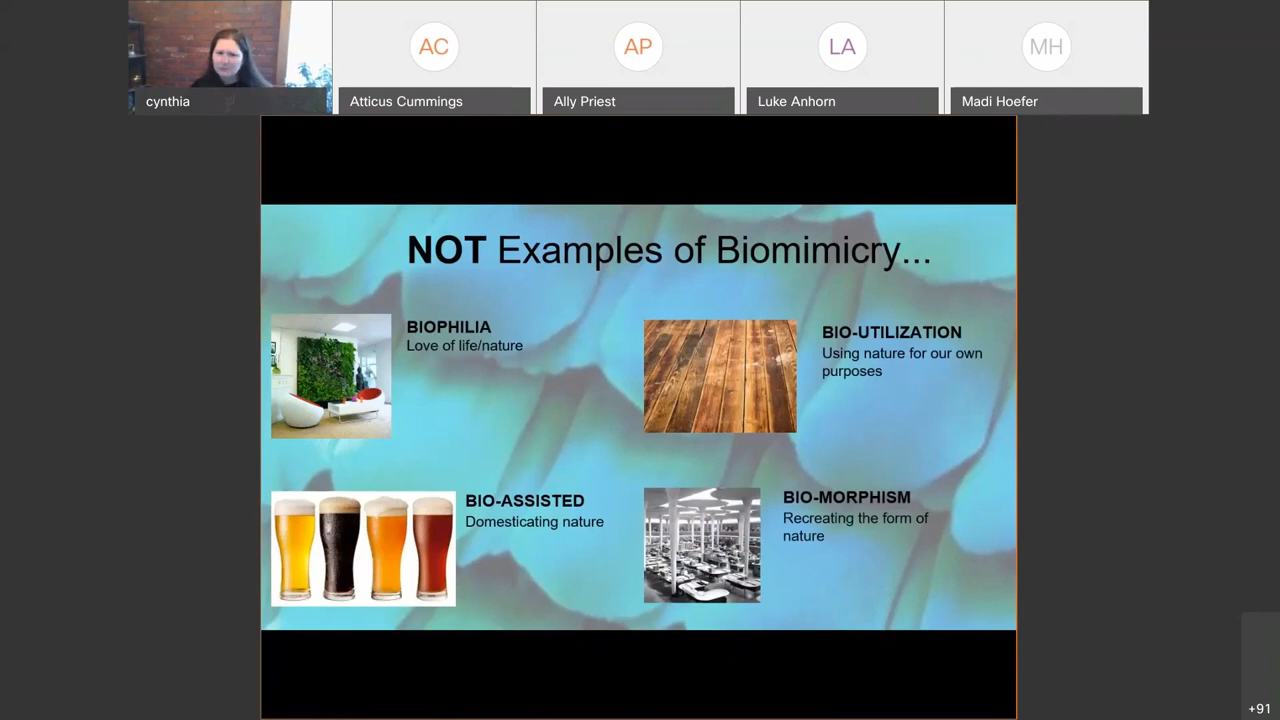 AC
AP
LA
MH
cynthia
Atticus Cummings
Ally Priest
Luke Anhorn
Madi Hoefer
NOT Examples of Biomimicry...
BIOPHILIA
Love of life/nature
BIO-UTILIZATION
Using nature for our own
purposes
BIO-ASSISTED
Domesticating nature
BIO-MORPHISM
Recreating the form of
nature
+91